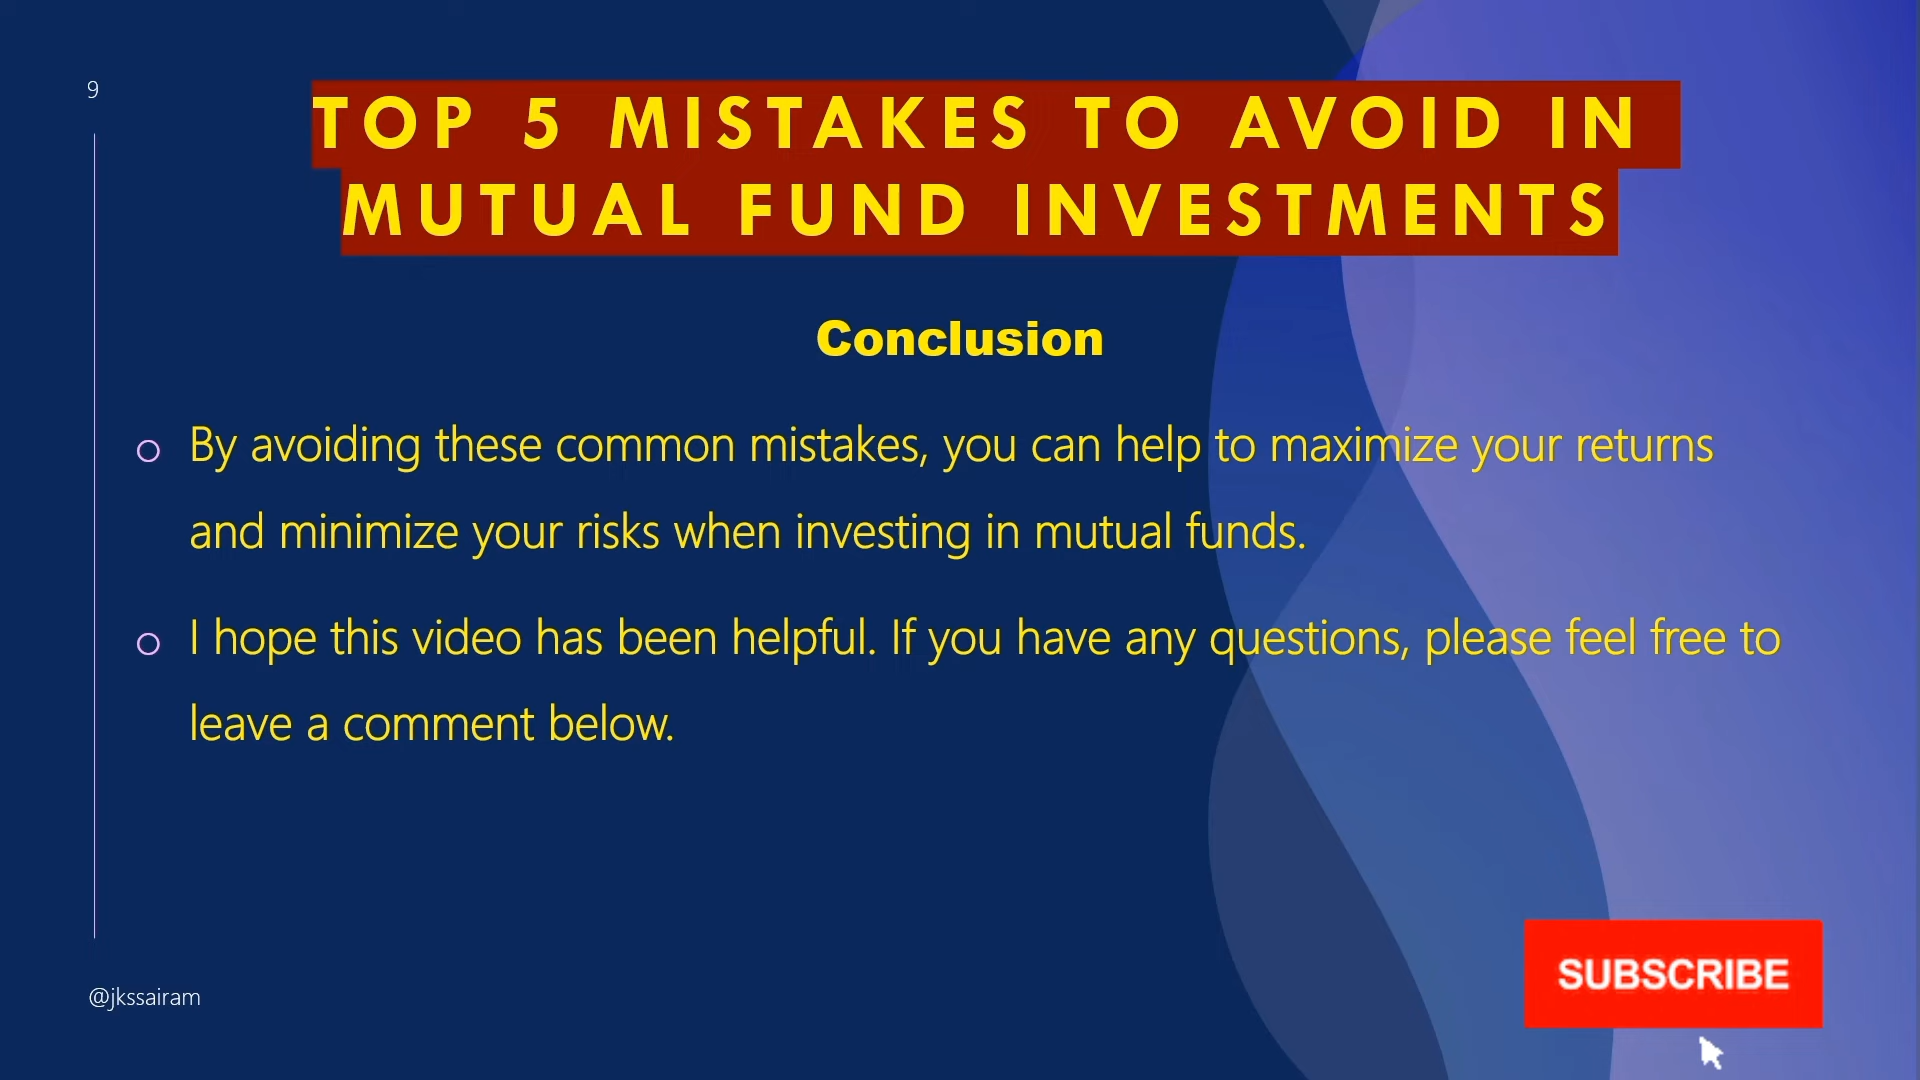 9
TOP 5 MISTAKES TO AVOID IN
MUTUAL FUND INVESTMENTS
Conclusion
o By avoiding these common mistakes, you can help to maximize your returns
and minimize your risks when investing in mutual funds.
o I hope this video has been helpful. If you have any questions, please feel free to
leave a comment below.
@jkssairam
SUBSCRIBE